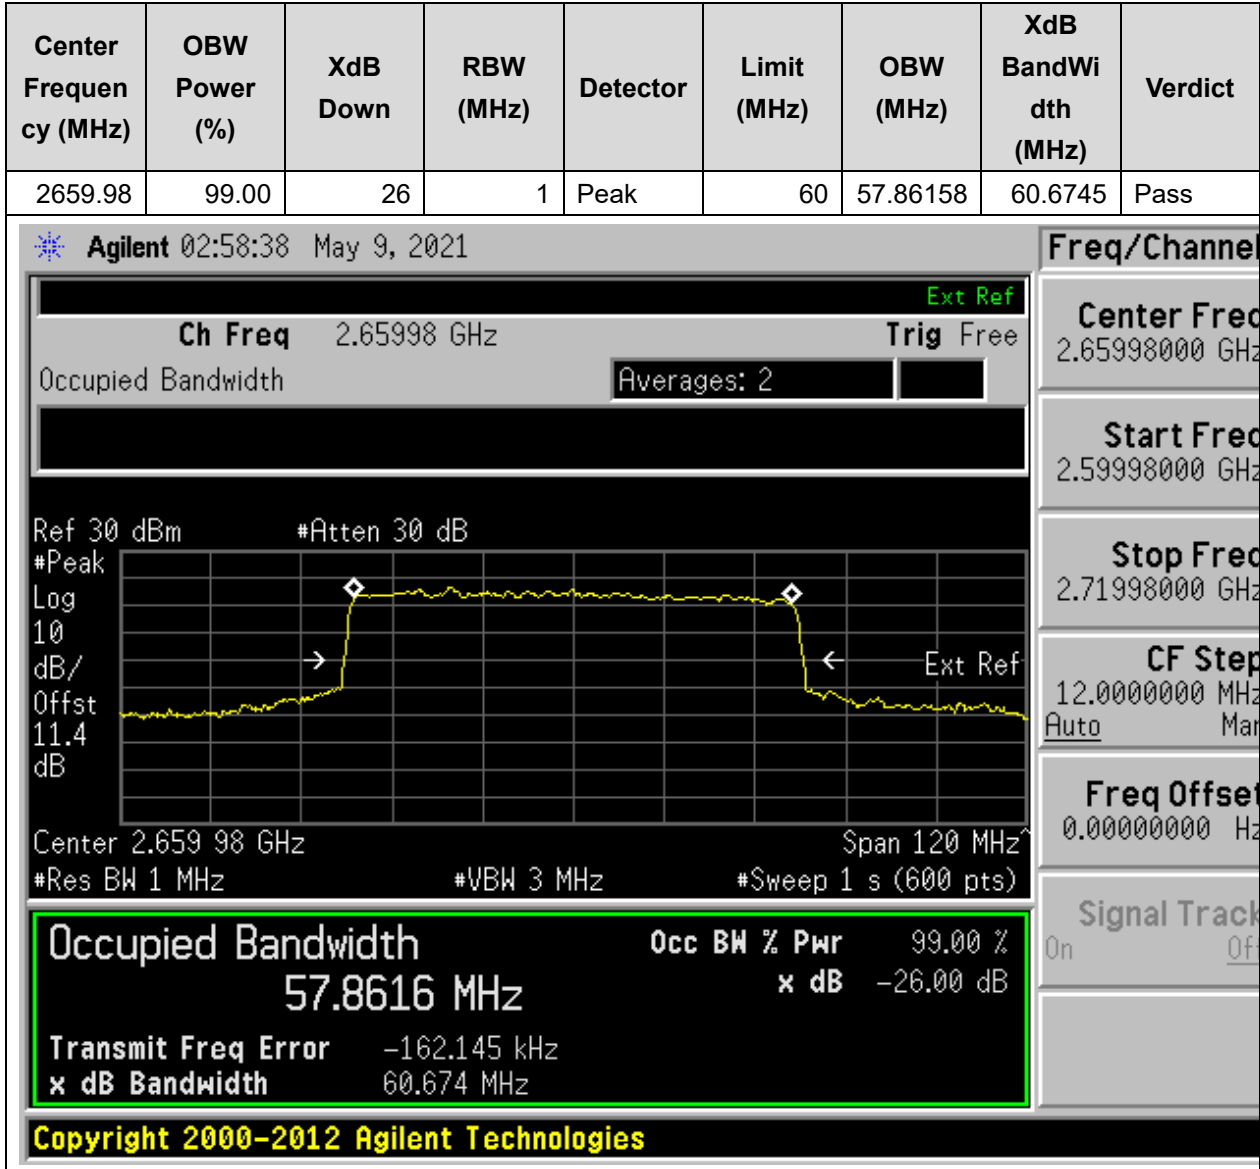 Center Frequen cy (MHz) OBW Power (%) XdB Down RBW (MHz) Detector Limit (MHz) OBW (MHz) XdB BandWi dth (MHz) Verdict
2659.98 99.00 26 1 Peak 60 57.86158 60.6745 Pass
Agilent 02:58:38 May 9, 2021
Freq/Channel
Ext Ref
Ch Freq 2.65998 GHz Trig Free
Occupied Bandwidth Averages: 2
Center Freq
2.65998000 GHz
Start Freq
2.59998000 GHz
Stop Freq
2.71998000 GHz
CF Step
12.0000000 MHz
Auto Man
Freq Offset
0.00000000 Hz
Signal Track
On Off
Ref 30 dBm #Atten 30 dB
#Peak
Log
10
dB/
Offst
11.4
dB
Ext Ref
Center 2.659 98 GHz Span 120 MHz^
#Res BW 1 MHz #VBW 3 MHz #Sweep 1 s (600 pts)
Occupied Bandwidth Occ BW % Pwr 99.00 %
57.8616 MHz x dB -26.00 dB
Transmit Freq Error -162.145 kHz
x dB Bandwidth 60.674 MHz
Copyright 2000-2012 Agilent Technologies